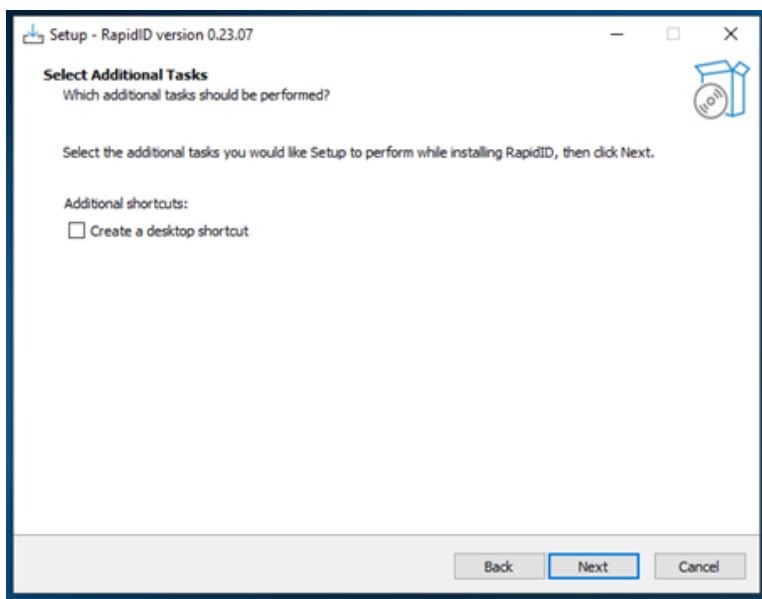 Setup - RapidID version 0.23.07
Select Additional Tasks
Which additional tasks should be performed?
Select the additional tasks you would like Setup to perform while installing RapidID, then click Next.
Additional shortcuts:
Create a desktop shortcut
Back Next Cancel